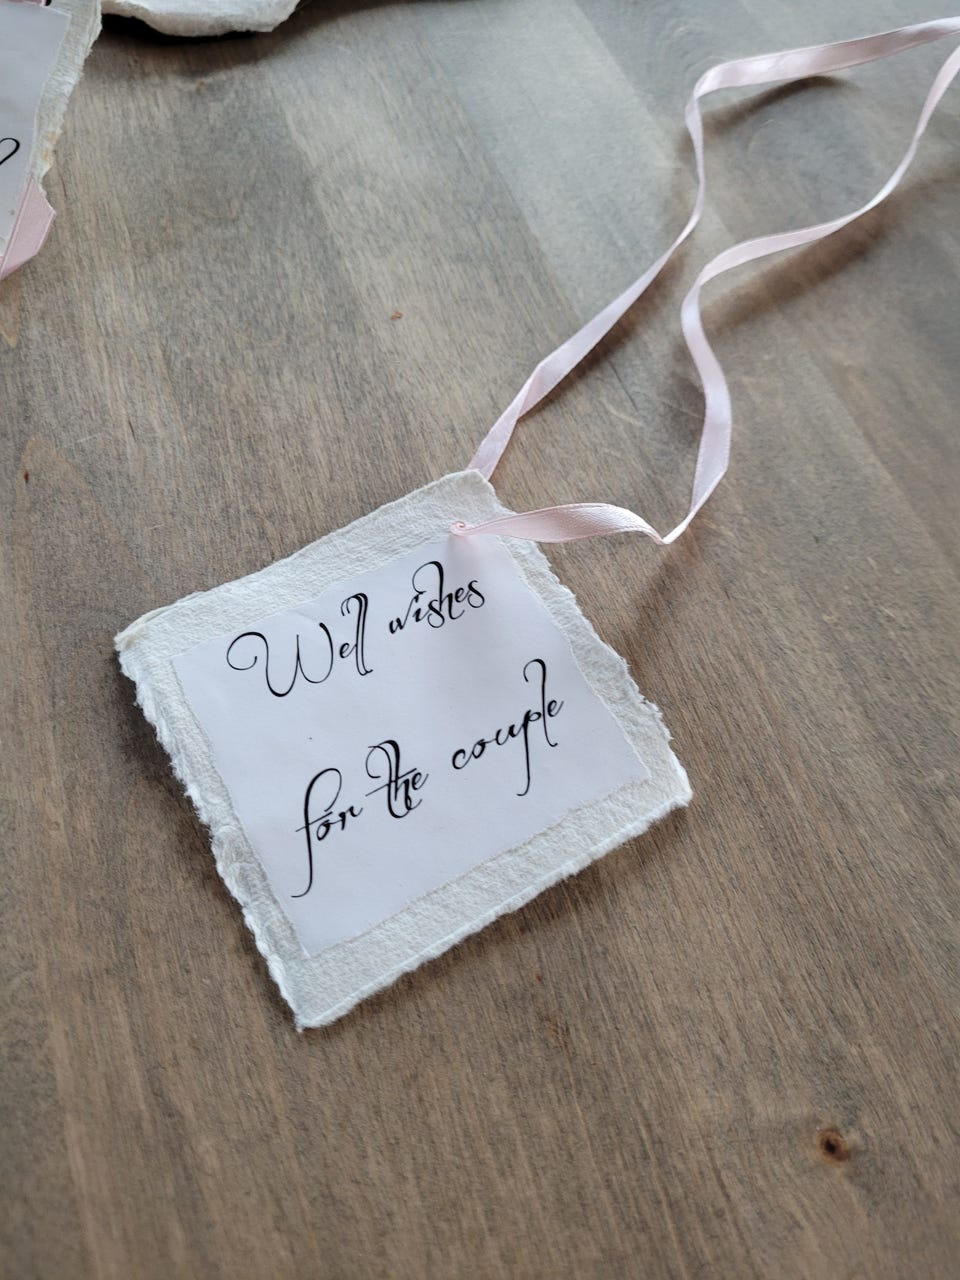 Well wishes
for the couple